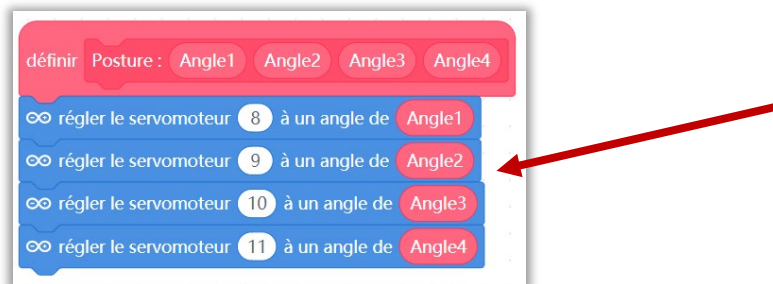 définir Posture : Angle1 Angle2 Angle3 Angle4
régler le servomoteur 8 à un angle de Angle1
régler le servomoteur 9 à un angle de Angle2
régler le servomoteur 10 à un angle de Angle3
régler le servomoteur 11 à un angle de Angle4